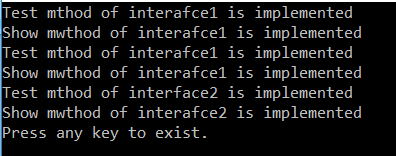 Test mthod of interafce1 is implemented
Show mwthod of interafce1 is implemented
Test mthod of interafce1 is implemented
Show mwthod of interafce1 is implemented
Test mthod of interface2 is implemented
Show mwthod of interafce2 is implemented
Press any key to exist.